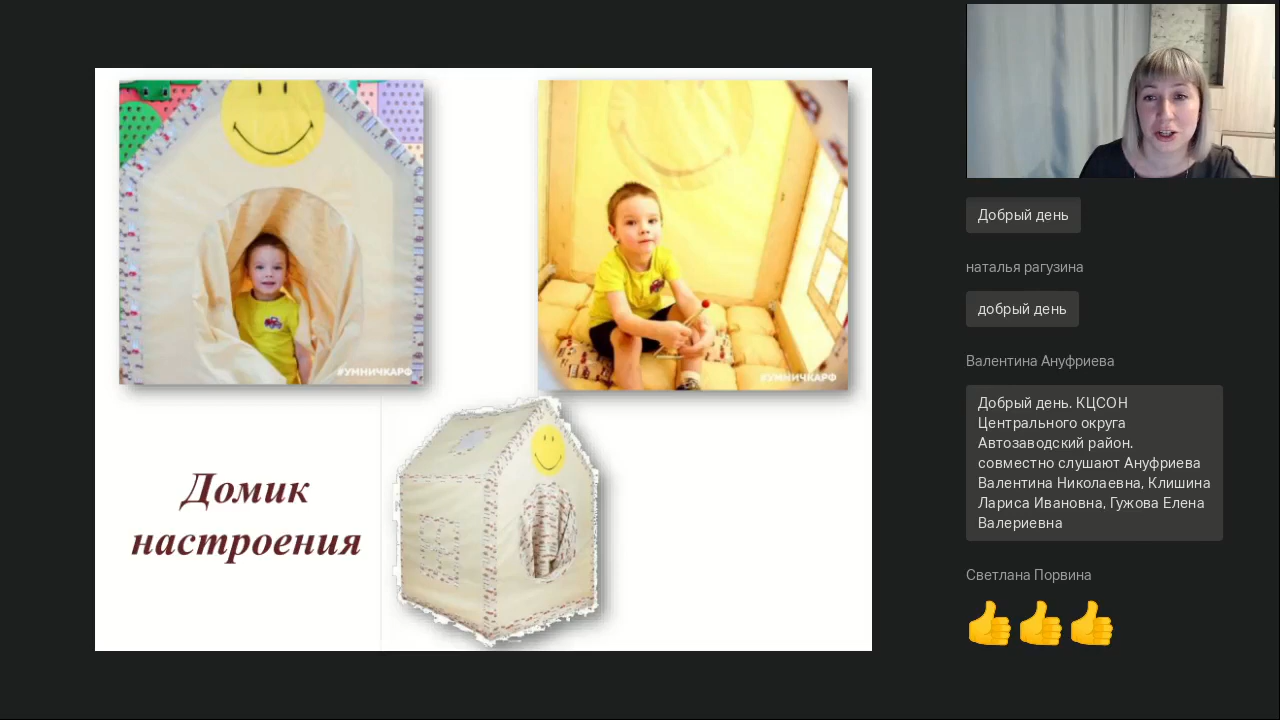 #УМНИЧКАРФ
#УМНИЧКАРФ
Домик
настроения
Добрый день
наталья рагузина
добрый день
Валентина Ануфриева
Добрый день. КЦСОН
Центрального округа
Автозаводский район.
совместно слушают Ануфриева
Валентина Николаевна, Клишина
Лариса Ивановна, Гужова Елена
Валериевна
Светлана Порвина